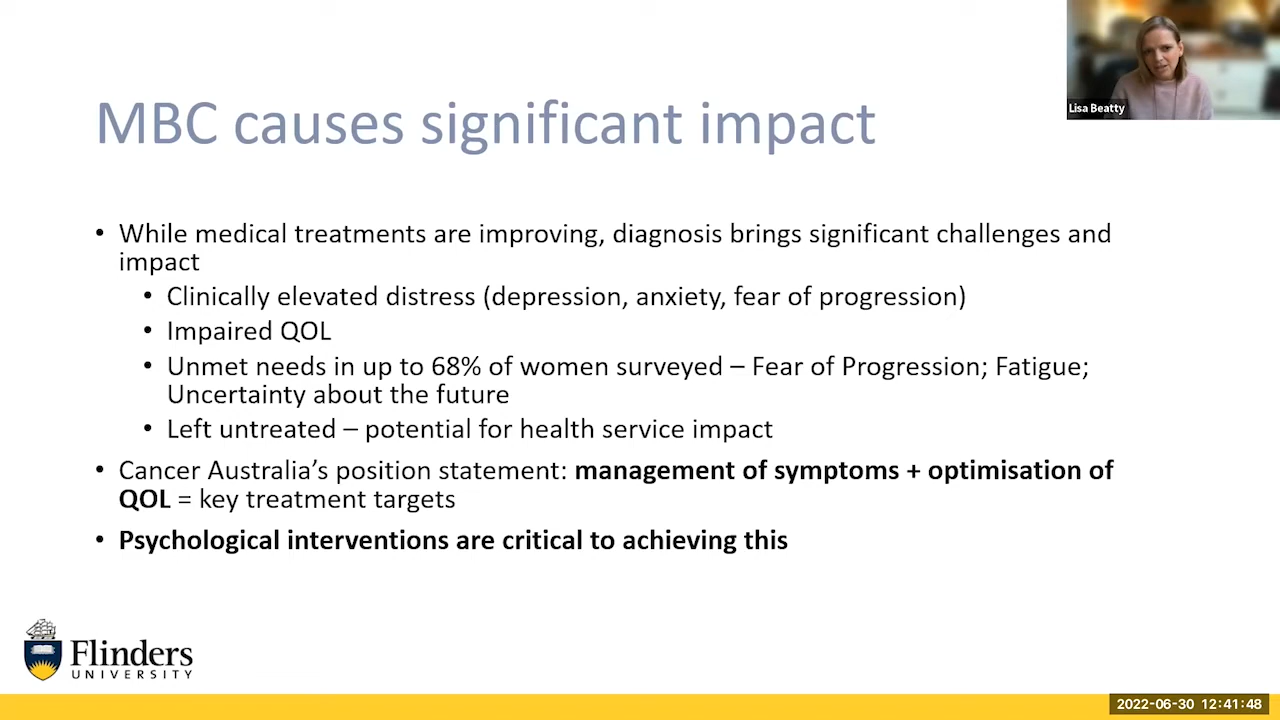 Lisa Beatty
MBC causes significant impact
• While medical treatments are improving, diagnosis brings significant challenges and
impact
• Clinically elevated distress (depression, anxiety, fear of progression)
• Impaired QOL
• Unmet needs in up to 68% of women surveyed – Fear of Progression; Fatigue;
Uncertainty about the future
• Left untreated – potential for health service impact
• Cancer Australia’s position statement: management of symptoms + optimisation of
QOL = key treatment targets
• Psychological interventions are critical to achieving this
Flinders
UNIVERSITY
2022-06-30 12:41:48